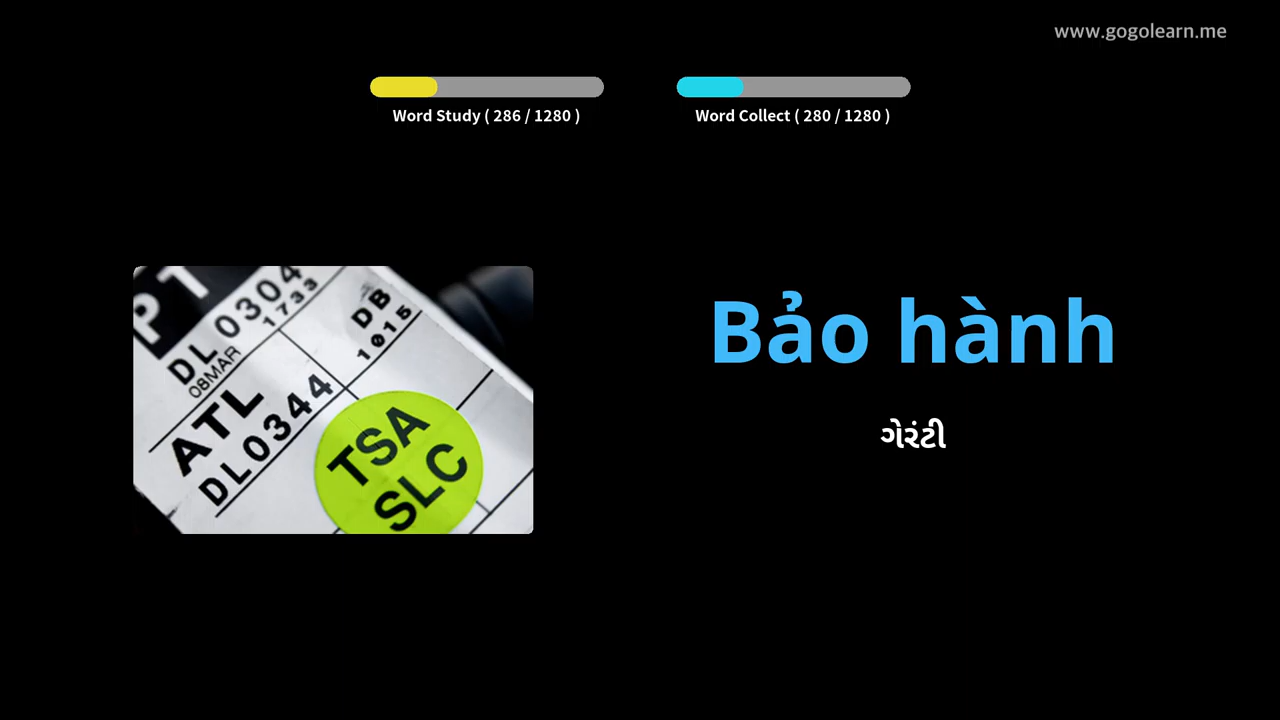 www.gogolearn.me
Word Study ( 286 / 1280 )
Word Collect ( 280 / 1280 )
P1
DL0304
1733
08MAR
DB
1015
ATL
DL0344
TSA
SLC
Bảo hành
ગેરંટી